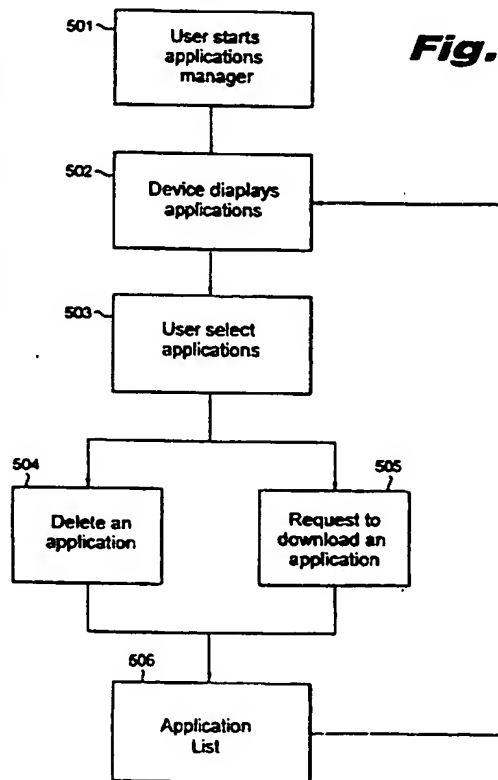 501
User starts
applications
manager
Fig.
502
Device diaplays
applications
503
User select
applications
504
Delete an
application
505
Request to
download an
application
506
Application
List